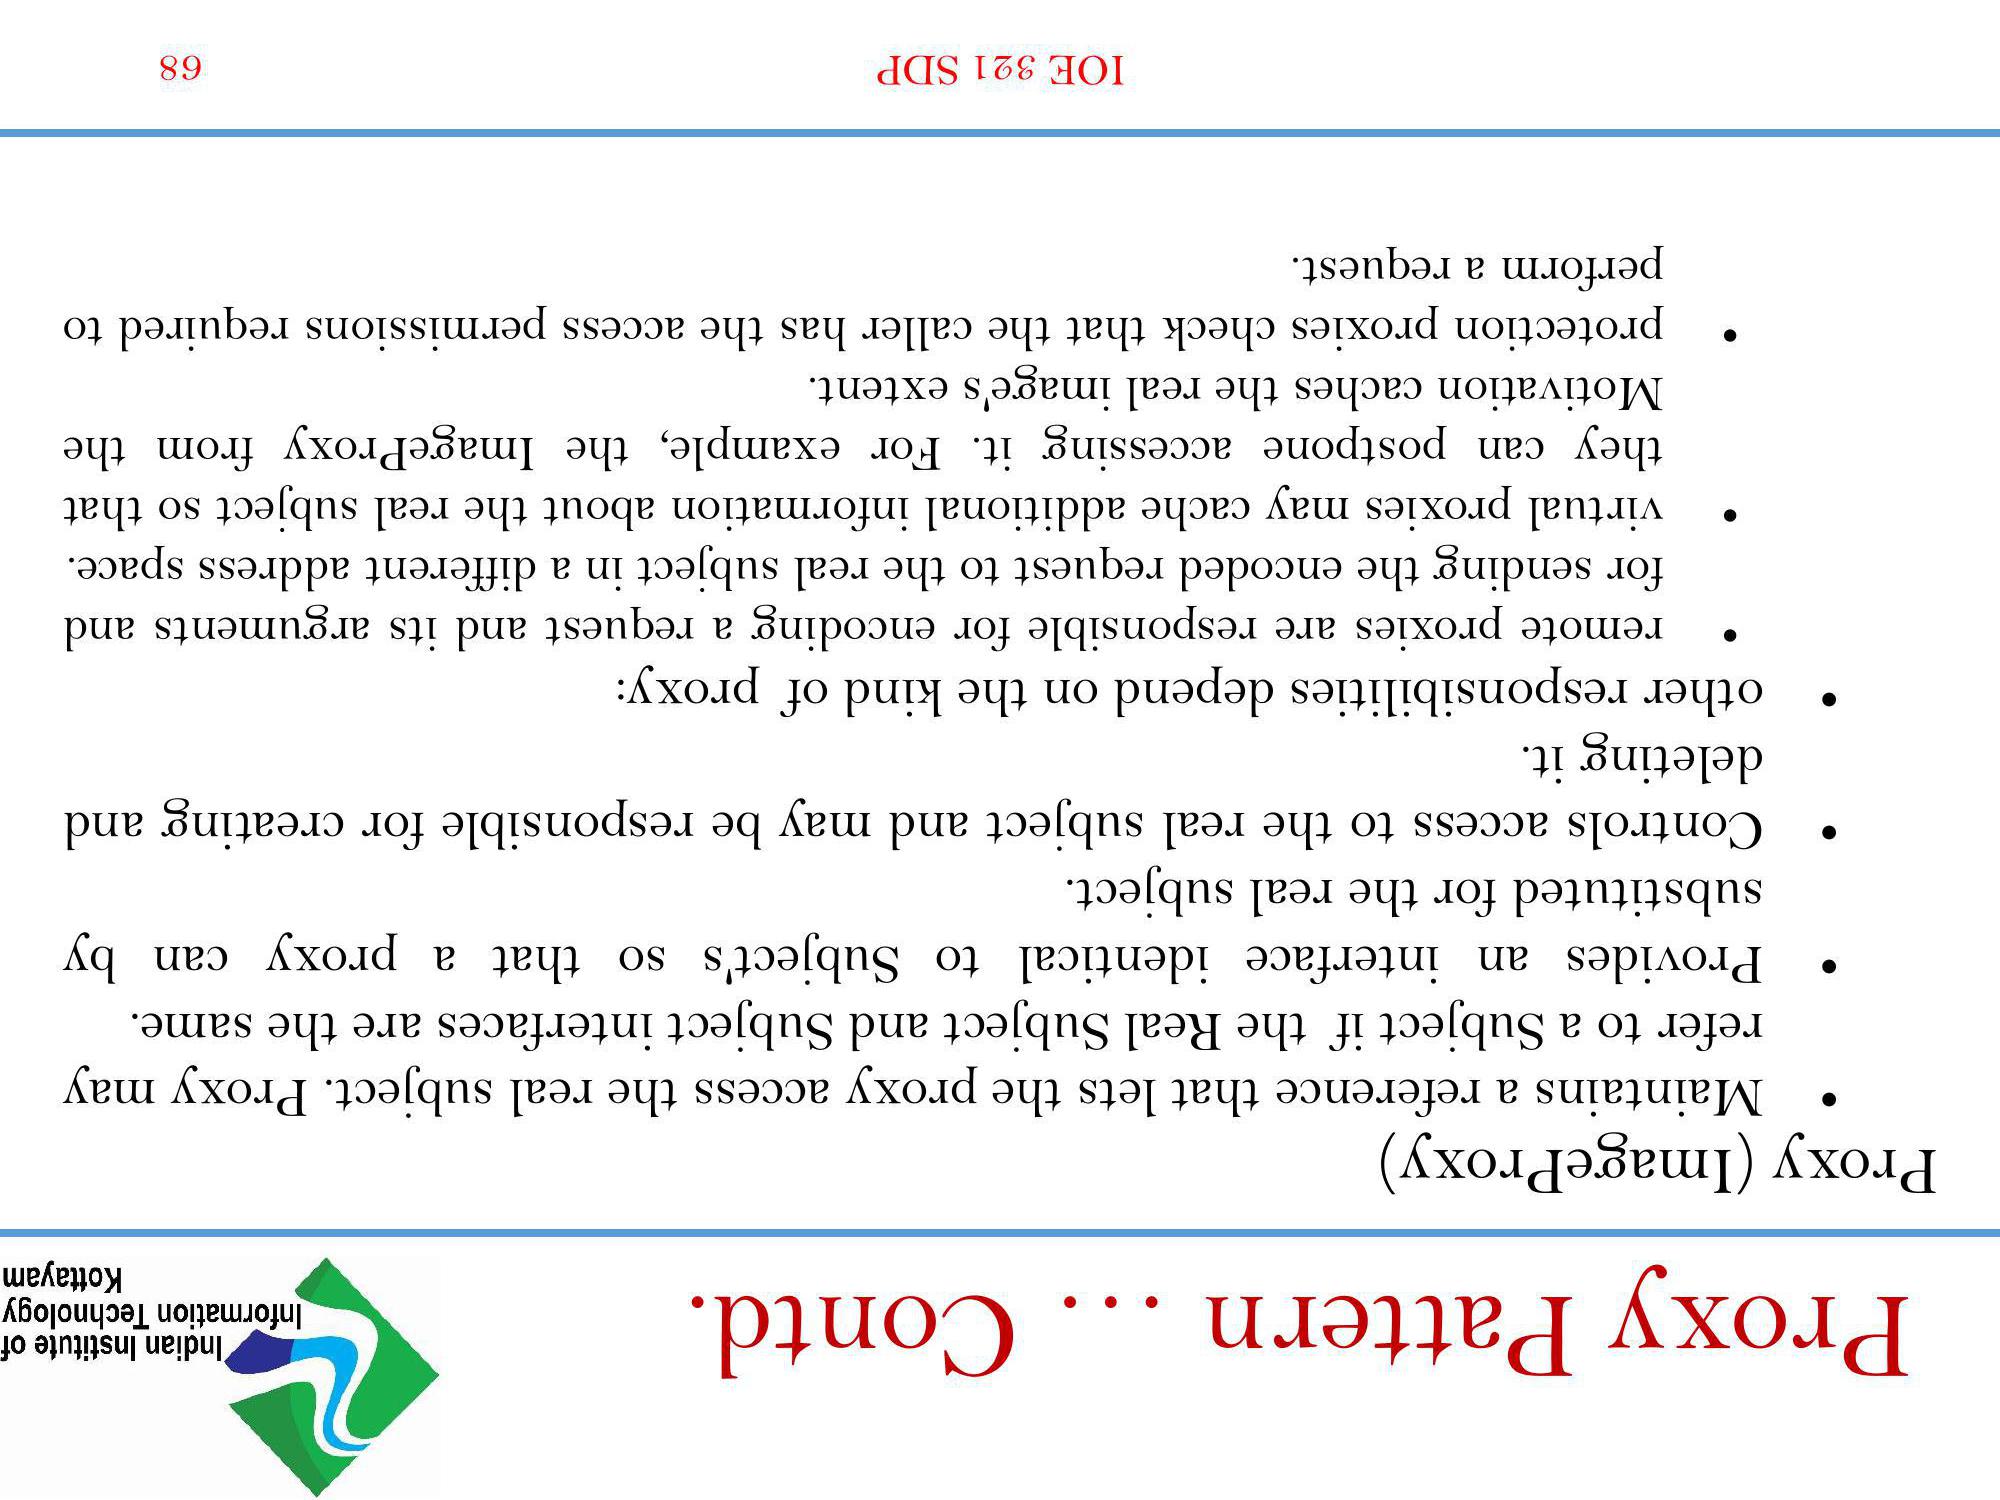 Proxy Pattern … Contd.
Indian Institute of
Information Technology
Kottayam
Proxy (ImageProxy)
• Maintains a reference that lets the proxy access the real subject. Proxy may
refer to a Subject if the Real Subject and Subject interfaces are the same.
• Provides an interface identical to Subject's so that a proxy can by
substituted for the real subject.
• Controls access to the real subject and may be responsible for creating and
deleting it.
• other responsibilities depend on the kind of proxy:
• remote proxies are responsible for encoding a request and its arguments and
for sending the encoded request to the real subject in a different address space.
• virtual proxies may cache additional information about the real subject so that
they can postpone accessing it. For example, the ImageProxy from the
Motivation caches the real image's extent.
• protection proxies check that the caller has the access permissions required to
perform a request.
IOE 321 SDP
68